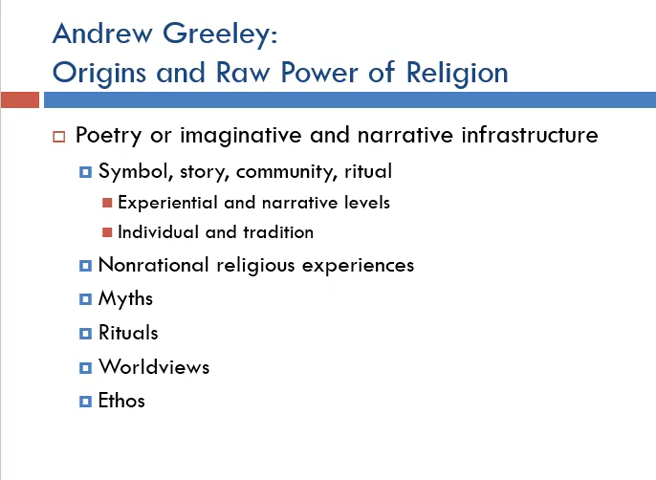 Andrew Greeley:
Origins and Raw Power of Religion
Poetry or imaginative and narrative infrastructure
Symbol, story, community, ritual
Experiential and narrative levels
Individual and tradition
Nonrational religious experiences
Myths
Rituals
Worldviews
Ethos